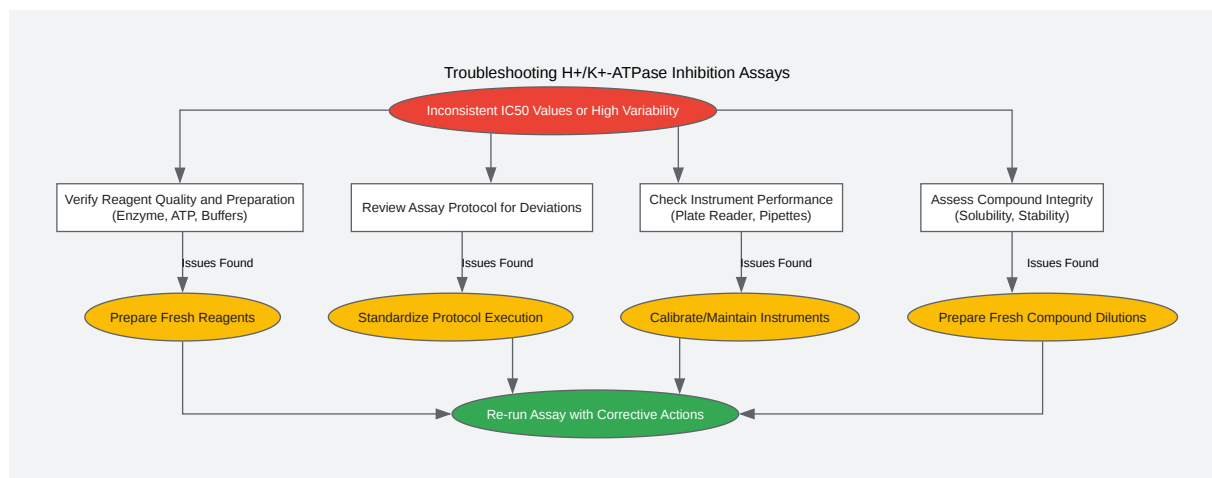 Troubleshooting H+/K+-ATPase Inhibition Assays
Inconsistent IC50 Values or High Variability
Verify Reagent Quality and Preparation
(Enzyme, ATP, Buffers)
Review Assay Protocol for Deviations
Check Instrument Performance
(Plate Reader, Pipettes)
Assess Compound Integrity
(Solubility, Stability)
Issues Found
Issues Found
Issues Found
Issues Found
Prepare Fresh Reagents
Standardize Protocol Execution
Calibrate/Maintain Instruments
Prepare Fresh Compound Dilutions
Re-run Assay with Corrective Actions